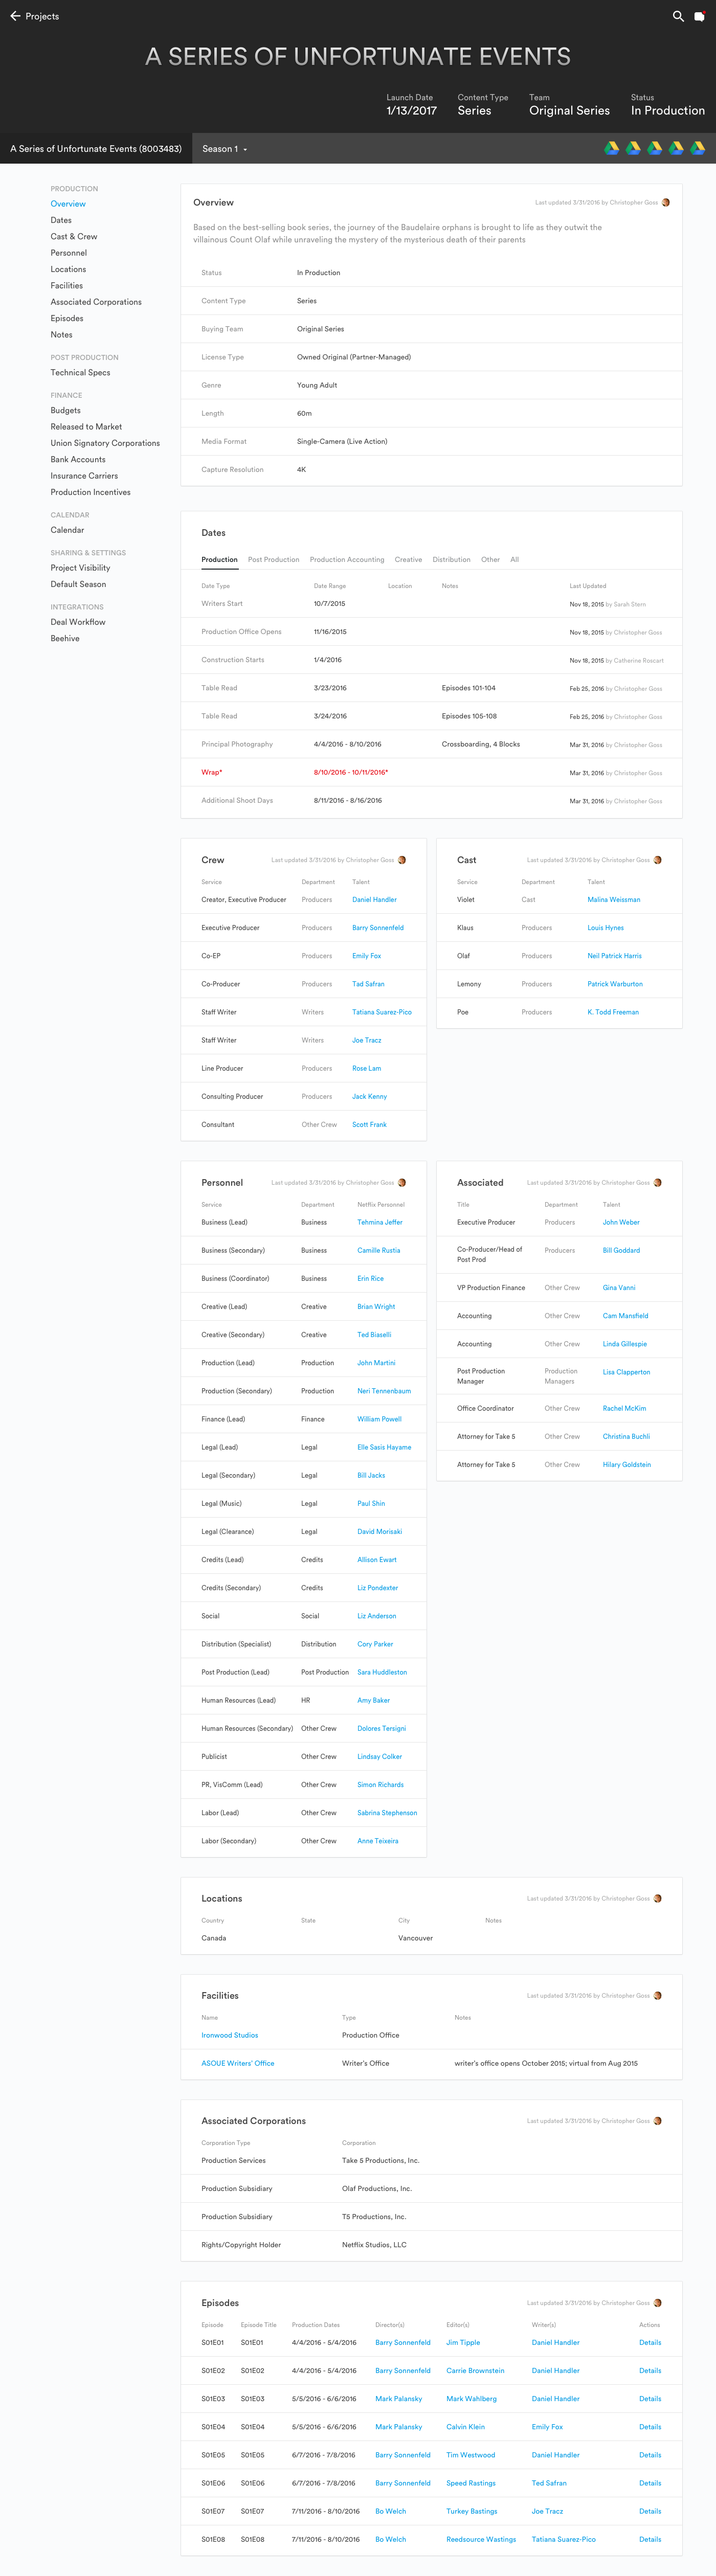 Projects
A SERIES OF UNFORTUNATE EVENTS
Launch Date Content Type Team Status
1/13/2017 Series Original Series In Production
A Series of Unfortunate Events (8003483) Season 1
PRODUCTION
Overview
Dates
Cast & Crew
Personnel
Locations
Facilities
Associated Corporations
Episodes
Notes
POST PRODUCTION
Technical Specs
FINANCE
Budgets
Released to Market
Union Signatory Corporations
Bank Accounts
Insurance Carriers
Production Incentives
CALENDAR
Calendar
SHARING & SETTINGS
Project Visibility
Default Season
INTEGRATIONS
Deal Workflow
Beehive
Overview Last updated 3/31/2016 by Christopher Goss
Based on the best-selling book series, the journey of the Baudelaire orphans is brought to life as they outwit the
villainous Count Olaf while unraveling the mystery of the mysterious death of their parents
Status In Production
Content Type Series
Buying Team Original Series
License Type Owned Original (Partner-Managed)
Genre Young Adult
Length 60m
Media Format Single-Camera (Live Action)
Capture Resolution 4K
Dates
Production Post Production Production Accounting Creative Distribution Other All
Date Type Date Range Location Notes Last Updated
Writers Start 10/7/2015 Nov 18, 2015 by Sarah Stern
Production Office Opens 11/16/2015 Nov 18, 2015 by Christopher Goss
Construction Starts 1/4/2016 Nov 18, 2015 by Catherine Roscart
Table Read 3/23/2016 Episodes 101-104 Feb 25, 2016 by Christopher Goss
Table Read 3/24/2016 Episodes 105-108 Feb 25, 2016 by Christopher Goss
Principal Photography 4/4/2016 - 8/10/2016 Crossboarding, 4 Blocks Mar 31, 2016 by Christopher Goss
Wrap* 8/10/2016 - 10/11/2016* Mar 31, 2016 by Christopher Goss
Additional Shoot Days 8/11/2016 - 8/16/2016 Mar 31, 2016 by Christopher Goss
Crew Last updated 3/31/2016 by Christopher Goss
Service Department Talent
Creator, Executive Producer Producers Daniel Handler
Executive Producer Producers Barry Sonnenfeld
Co-EP Producers Emily Fox
Co-Producer Producers Tad Safran
Staff Writer Writers Tatiana Suarez-Pico
Staff Writer Writers Joe Tracz
Line Producer Producers Rose Lam
Consulting Producer Producers Jack Kenny
Consultant Other Crew Scott Frank
Cast Last updated 3/31/2016 by Christopher Goss
Service Department Talent
Violet Cast Malina Weissman
Klaus Producers Louis Hynes
Olaf Producers Neil Patrick Harris
Lemony Producers Patrick Warburton
Poe Producers K. Todd Freeman
Personnel Last updated 3/31/2016 by Christopher Goss
Service Department Netflix Personnel
Business (Lead) Business Tehmina Jeffer
Business (Secondary) Business Camille Rustia
Business (Coordinator) Business Erin Rice
Creative (Lead) Creative Brian Wright
Creative (Secondary) Creative Ted Biaselli
Production (Lead) Production John Martini
Production (Secondary) Production Neri Tennenbaum
Finance (Lead) Finance William Powell
Legal (Lead) Legal Elle Sasis Hayame
Legal (Secondary) Legal Bill Jacks
Legal (Music) Legal Paul Shin
Legal (Clearance) Legal David Morisaki
Credits (Lead) Credits Allison Ewart
Credits (Secondary) Credits Liz Pondexter
Social Social Liz Anderson
Distribution (Specialist) Distribution Cory Parker
Post Production (Lead) Post Production Sara Huddleston
Human Resources (Lead) HR Amy Baker
Human Resources (Secondary) Other Crew Dolores Tersigni
Publicist Other Crew Lindsay Colker
PR, VisComm (Lead) Other Crew Simon Richards
Labor (Lead) Other Crew Sabrina Stephenson
Labor (Secondary) Other Crew Anne Teixeira
Associated Last updated 3/31/2016 by Christopher Goss
Title Department Talent
Executive Producer Producers John Weber
Co-Producer/Head of Producers Bill Goddard
Post Prod
VP Production Finance Other Crew Gina Vanni
Accounting Other Crew Cam Mansfield
Accounting Other Crew Linda Gillespie
Post Production Production Lisa Clapperton
Manager Managers
Office Coordinator Other Crew Rachel McKim
Attorney for Take 5 Other Crew Christina Buchli
Attorney for Take 5 Other Crew Hilary Goldstein
Locations Last updated 3/31/2016 by Christopher Goss
Country State City Notes
Canada Vancouver
Facilities Last updated 3/31/2016 by Christopher Goss
Name Type Notes
Ironwood Studios Production Office
ASOUE Writers' Office Writer's Office writer's office opens October 2015; virtual from Aug 2015
Associated Corporations Last updated 3/31/2016 by Christopher Goss
Corporation Type Corporation
Production Services Take 5 Productions, Inc.
Production Subsidiary Olaf Productions, Inc.
Production Subsidiary T5 Productions, Inc.
Rights/Copyright Holder Netflix Studios, LLC
Episodes Last updated 3/31/2016 by Christopher Goss
Episode Episode Title Production Dates Director(s) Editor(s) Writer(s) Actions
S01E01 S01E01 4/4/2016 - 5/4/2016 Barry Sonnenfeld Jim Tipple Daniel Handler Details
S01E02 S01E02 4/4/2016 - 5/4/2016 Barry Sonnenfeld Carrie Brownstein Daniel Handler Details
S01E03 S01E03 5/5/2016 - 6/6/2016 Mark Palansky Mark Wahlberg Daniel Handler Details
S01E04 S01E04 5/5/2016 - 6/6/2016 Mark Palansky Calvin Klein Emily Fox Details
S01E05 S01E05 6/7/2016 - 7/8/2016 Barry Sonnenfeld Tim Westwood Daniel Handler Details
S01E06 S01E06 6/7/2016 - 7/8/2016 Barry Sonnenfeld Speed Rastings Ted Safran Details
S01E07 S01E07 7/11/2016 - 8/10/2016 Bo Welch Turkey Bastings Joe Tracz Details
S01E08 S01E08 7/11/2016 - 8/10/2016 Bo Welch Reedsource Wastings Tatiana Suarez-Pico Details